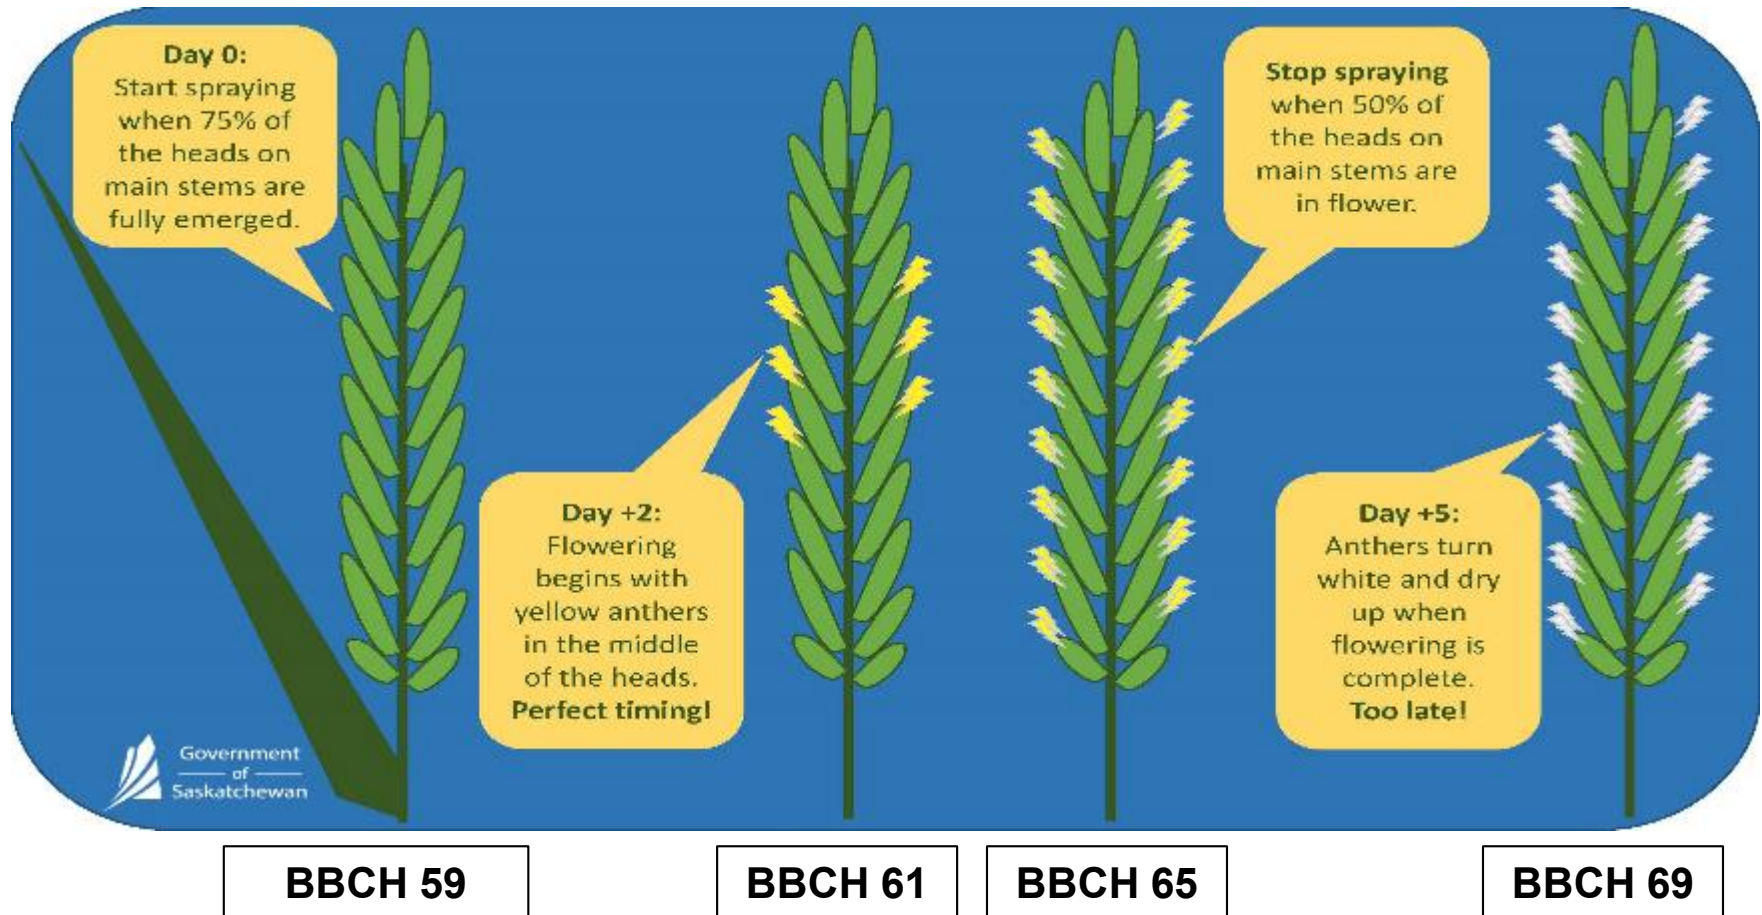 Day 0:
Start spraying
when 75% of
the heads on
main stems are
fully emerged.
Day +2:
Flowering
begins with
yellow anthers
in the middle
of the heads.
Perfect timing!
Stop spraying
when 50% of
the heads on
main stems are
in flower.
Day +5:
Anthers turn
white and dry
up when
flowering is
complete.
Too late!
Government
of
Saskatchewan
BBCH 59
BBCH 61
BBCH 65
BBCH 69